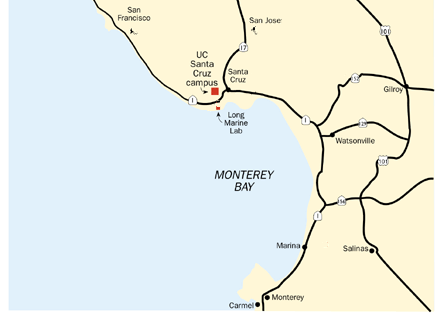 San
Francisco
San Jose
101
17
UC
Santa
Cruz
campus
Santa
Cruz
152
Gilroy
1
Long
Marine
Lab
1
129
Watsonville
101
MONTEREY
BAY
156
1
Marina
Salinas
Monterey
Carmel